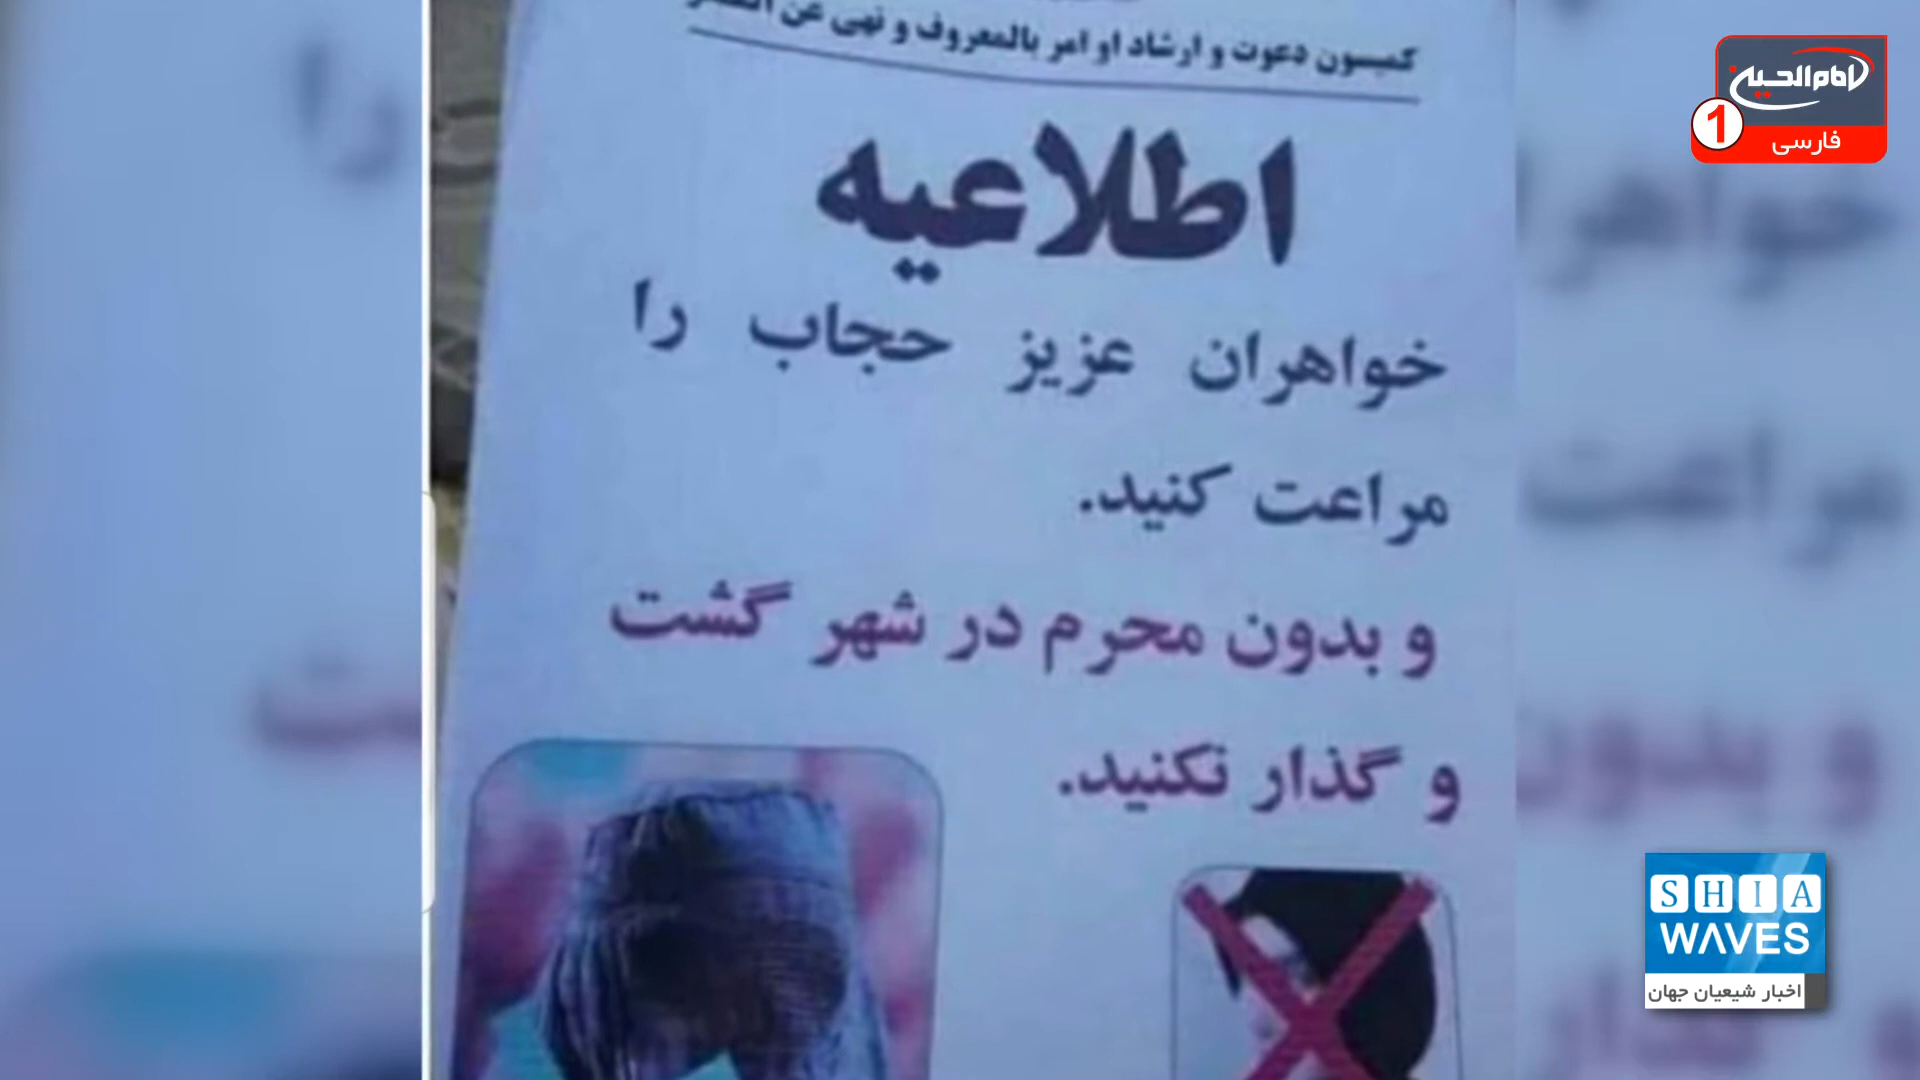 کمیسون دعوت و ارشاد او امر بالمعروف و نهی عن
اطلاعیه
خواهران عزیز حجاب را
مراعت کنید.
و بدون محرم در شهر گشت
و گذار نکنید.
امام الحسین
1
فارسی
SHIA
WAVES
اخبار شیعیان جهان